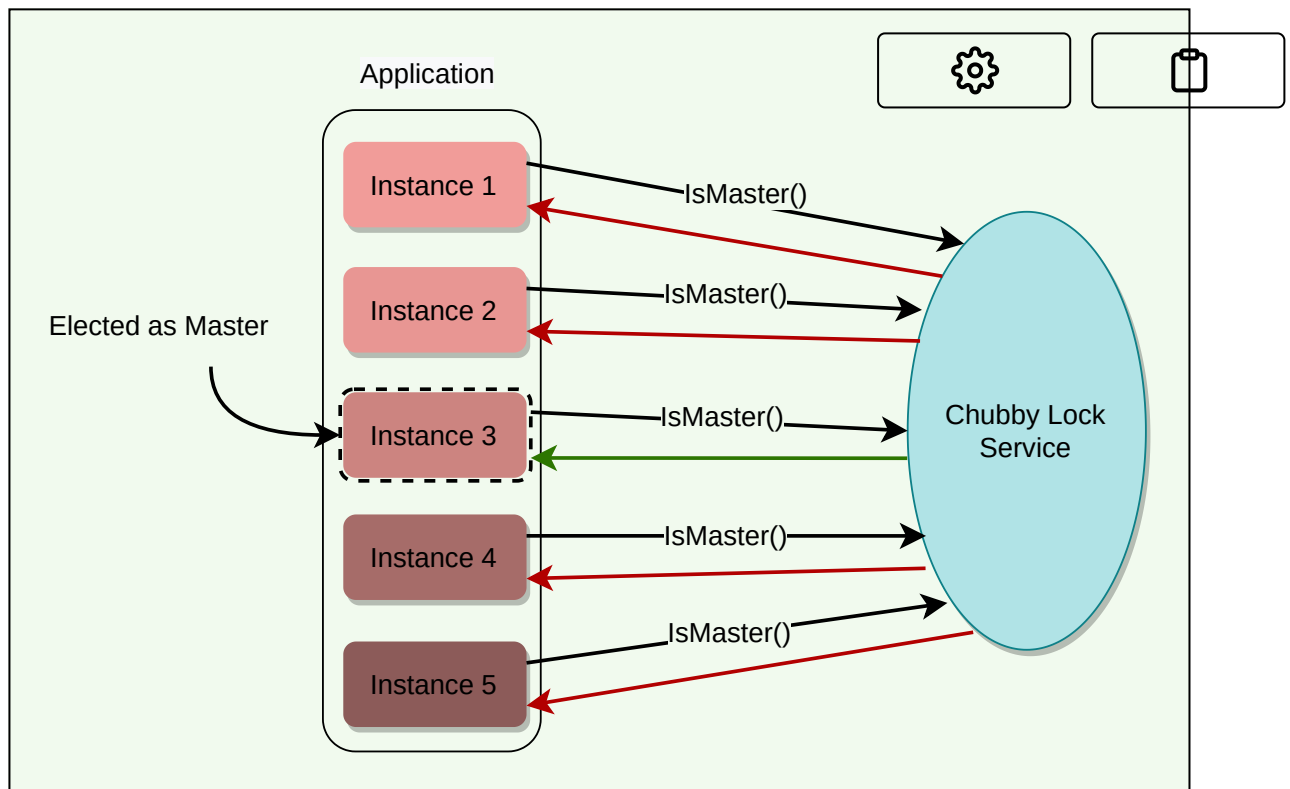 Application
Instance 1
IsMaster()
Instance 2
IsMaster()
Elected as Master
Instance 3
IsMaster()
Chubby Lock
Service
Instance 4
IsMaster()
Instance 5
IsMaster()